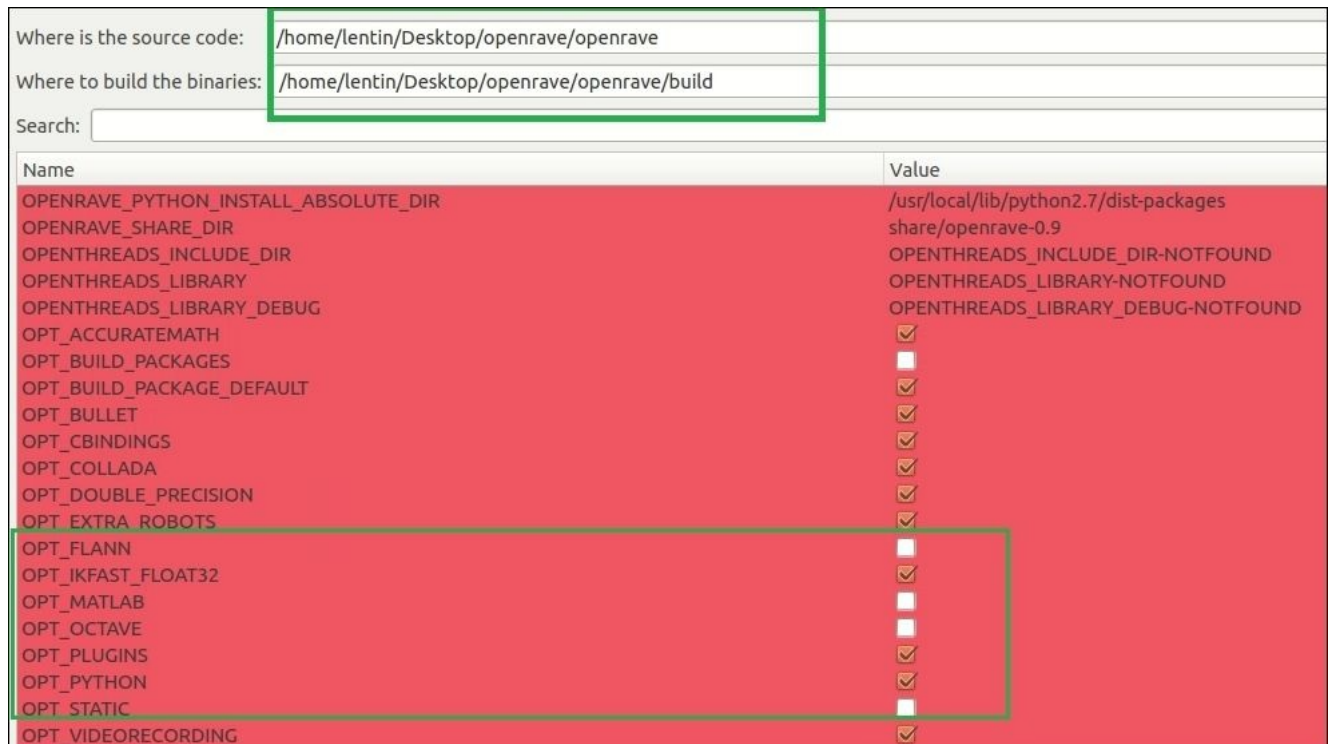 Where is the source code: /home/lentin/Desktop/openrave/openrave
Where to build the binaries: /home/lentin/Desktop/openrave/openrave/build
Search:
Name Value
OPENRAVE_PYTHON_INSTALL_ABSOLUTE_DIR /usr/local/lib/python2.7/dist-packages
OPENRAVE_SHARE_DIR share/openrave-0.9
OPENTHREADS_INCLUDE_DIR OPENTHREADS_INCLUDE_DIR-NOTFOUND
OPENTHREADS_LIBRARY OPENTHREADS_LIBRARY-NOTFOUND
OPENTHREADS_LIBRARY_DEBUG OPENTHREADS_LIBRARY_DEBUG-NOTFOUND
OPT_ACCURATEMATH
OPT_BUILD_PACKAGES
OPT_BUILD_PACKAGE_DEFAULT
OPT_BULLET
OPT_CBINDINGS
OPT_COLLADA
OPT_DOUBLE_PRECISION
OPT_EXTRA_ROBOTS
OPT_FLANN
OPT_IKFAST_FLOAT32
OPT_MATLAB
OPT_OCTAVE
OPT_PLUGINS
OPT_PYTHON
OPT_STATIC
OPT_VIDEORECORDING